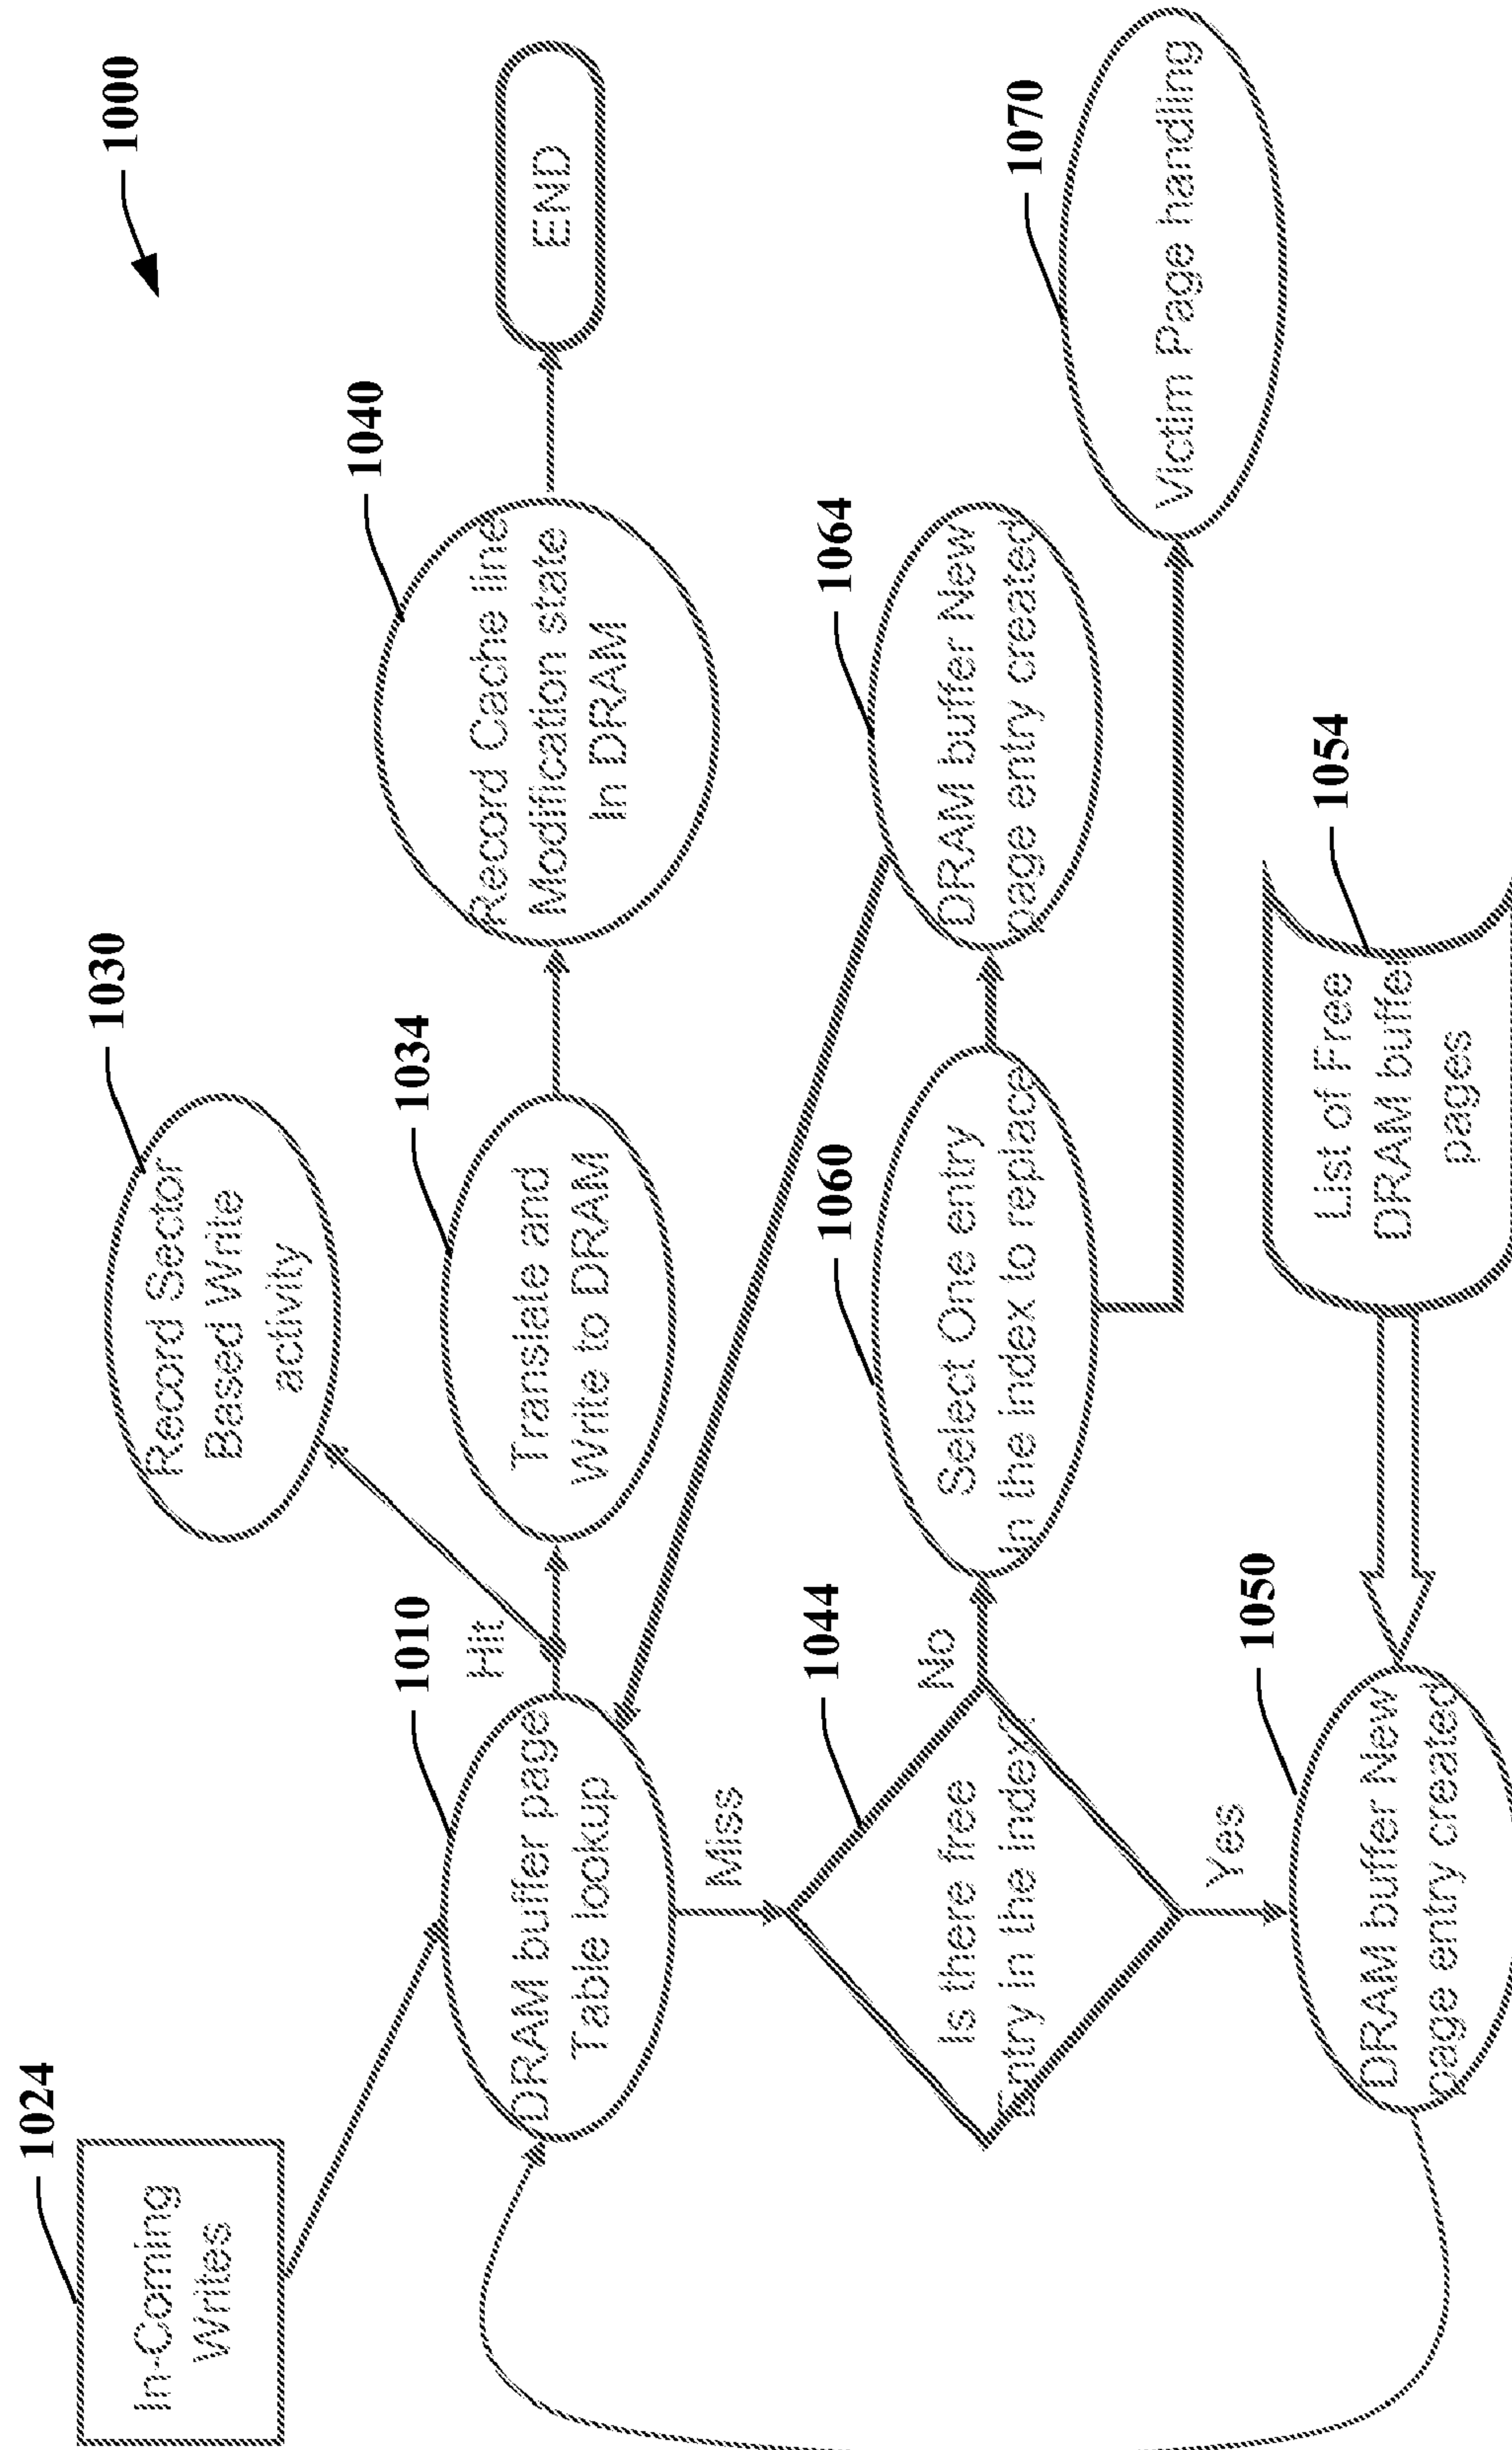 1000
1024
In-Coming
Writes
1030
Record Sector
Based Write
activity
1010
DRAM buffer page
Table lookup
Hit
1034
Translate and
Write to DRAM
1040
Record Cache line
Modification state
In DRAM
END
Miss
1044
Is there free
Entry in the index?
No
1060
Select One entry
In the index to replace
1064
DRAM buffer New
page entry created
1070
Victim Page handling
Yes
1050
DRAM buffer New
page entry created
1054
List of Free
DRAM buffer
pages